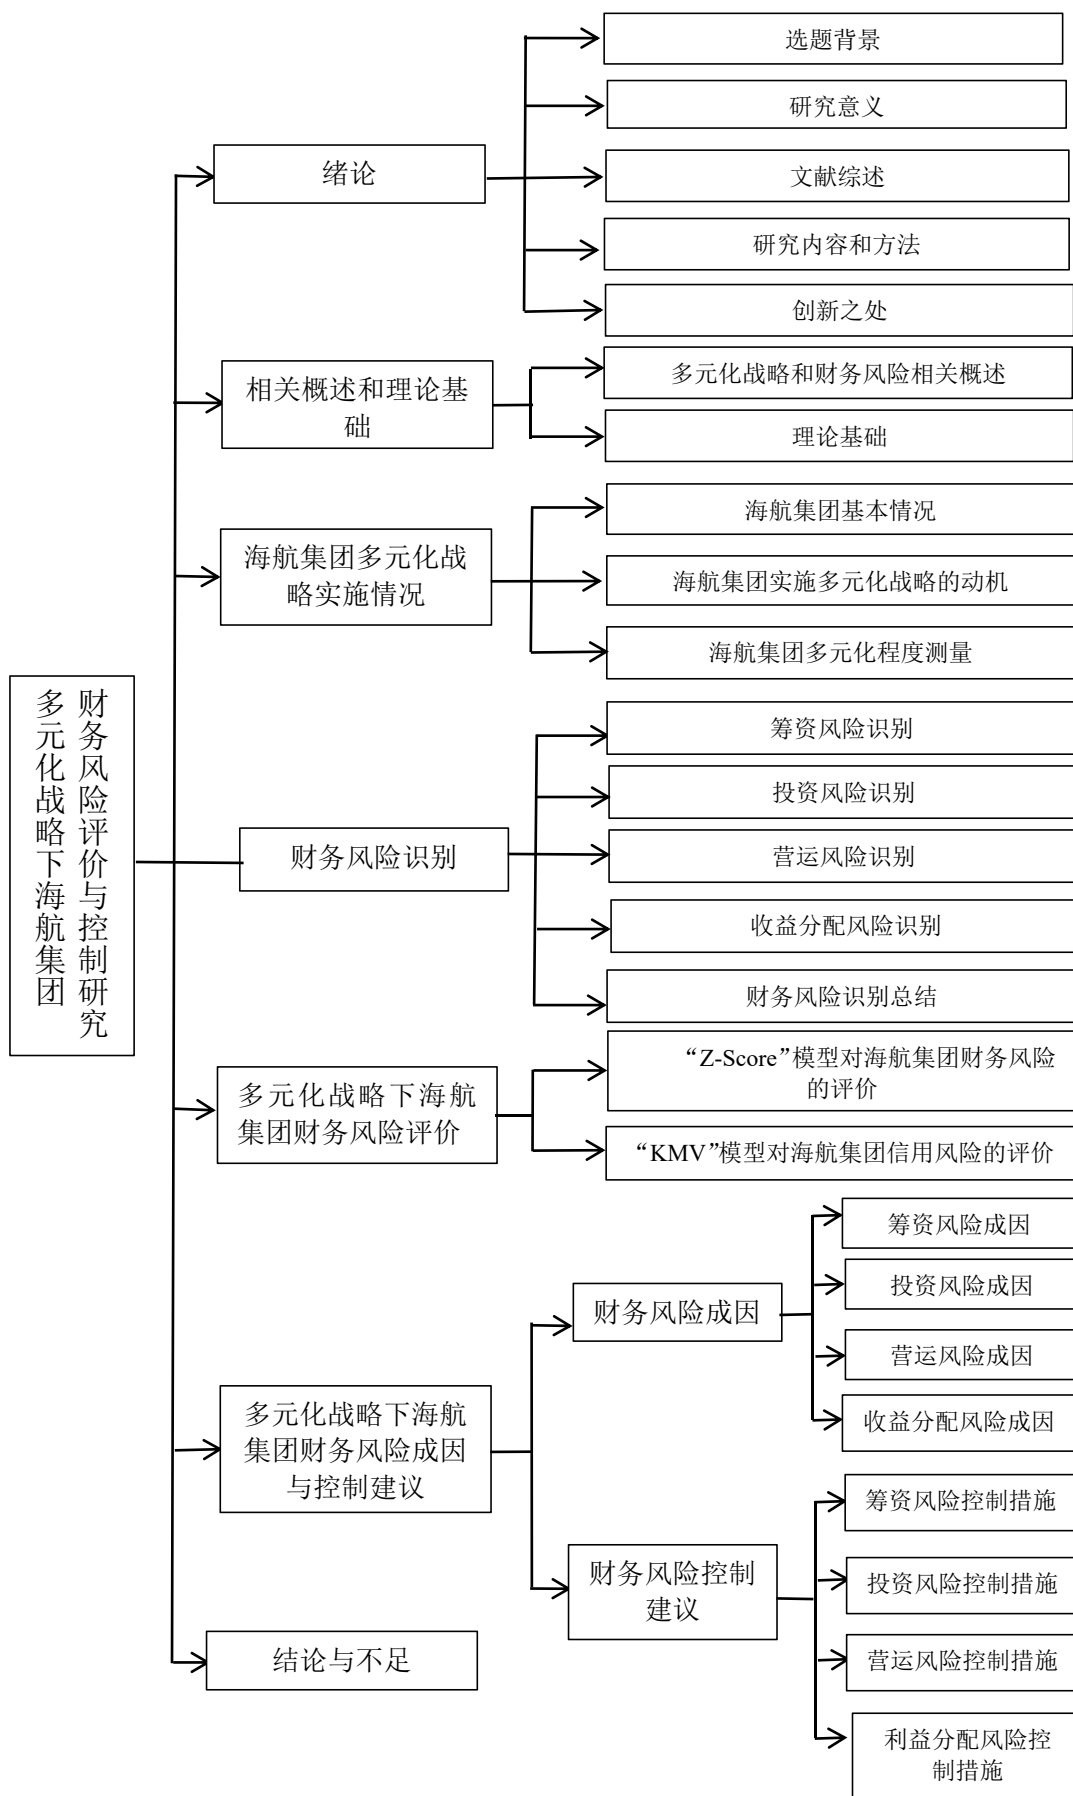 多元化战略下海航集团
财务风险评价与控制研究
绪论
选题背景
研究意义
文献综述
研究内容和方法
创新之处
相关概述和理论基
础
多元化战略和财务风险相关概述
理论基础
海航集团多元化战
略实施情况
海航集团基本情况
海航集团实施多元化战略的动机
海航集团多元化程度测量
财务风险识别
筹资风险识别
投资风险识别
营运风险识别
收益分配风险识别
财务风险识别总结
多元化战略下海航
集团财务风险评价
“Z-Score”模型对海航集团财务风险
的评价
“KMV”模型对海航集团信用风险的评价
多元化战略下海航
集团财务风险成因
与控制建议
财务风险成因
筹资风险成因
投资风险成因
营运风险成因
收益分配风险成因
财务风险控制
建议
筹资风险控制措施
投资风险控制措施
营运风险控制措施
利益分配风险控
制措施
结论与不足